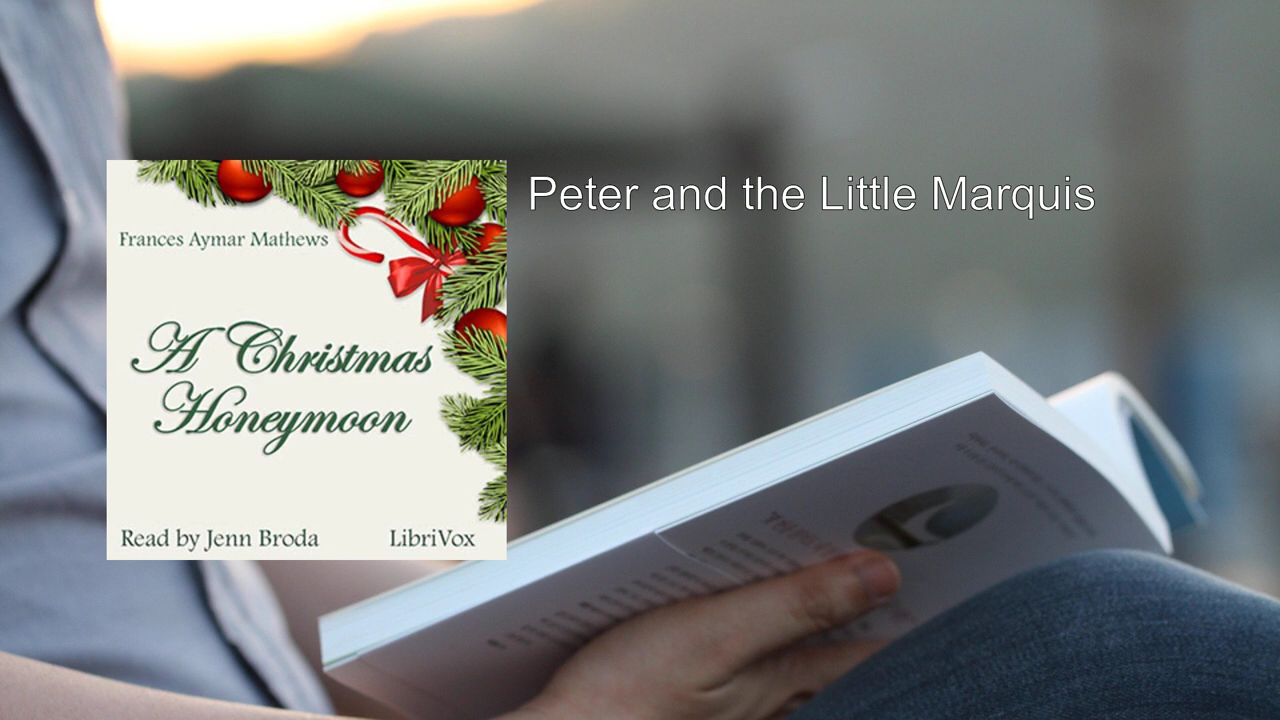 Peter and the Little Marquis
Frances Aymar Mathews
A Christmas
Honeymoon
Read by Jenn Broda
LibriVox